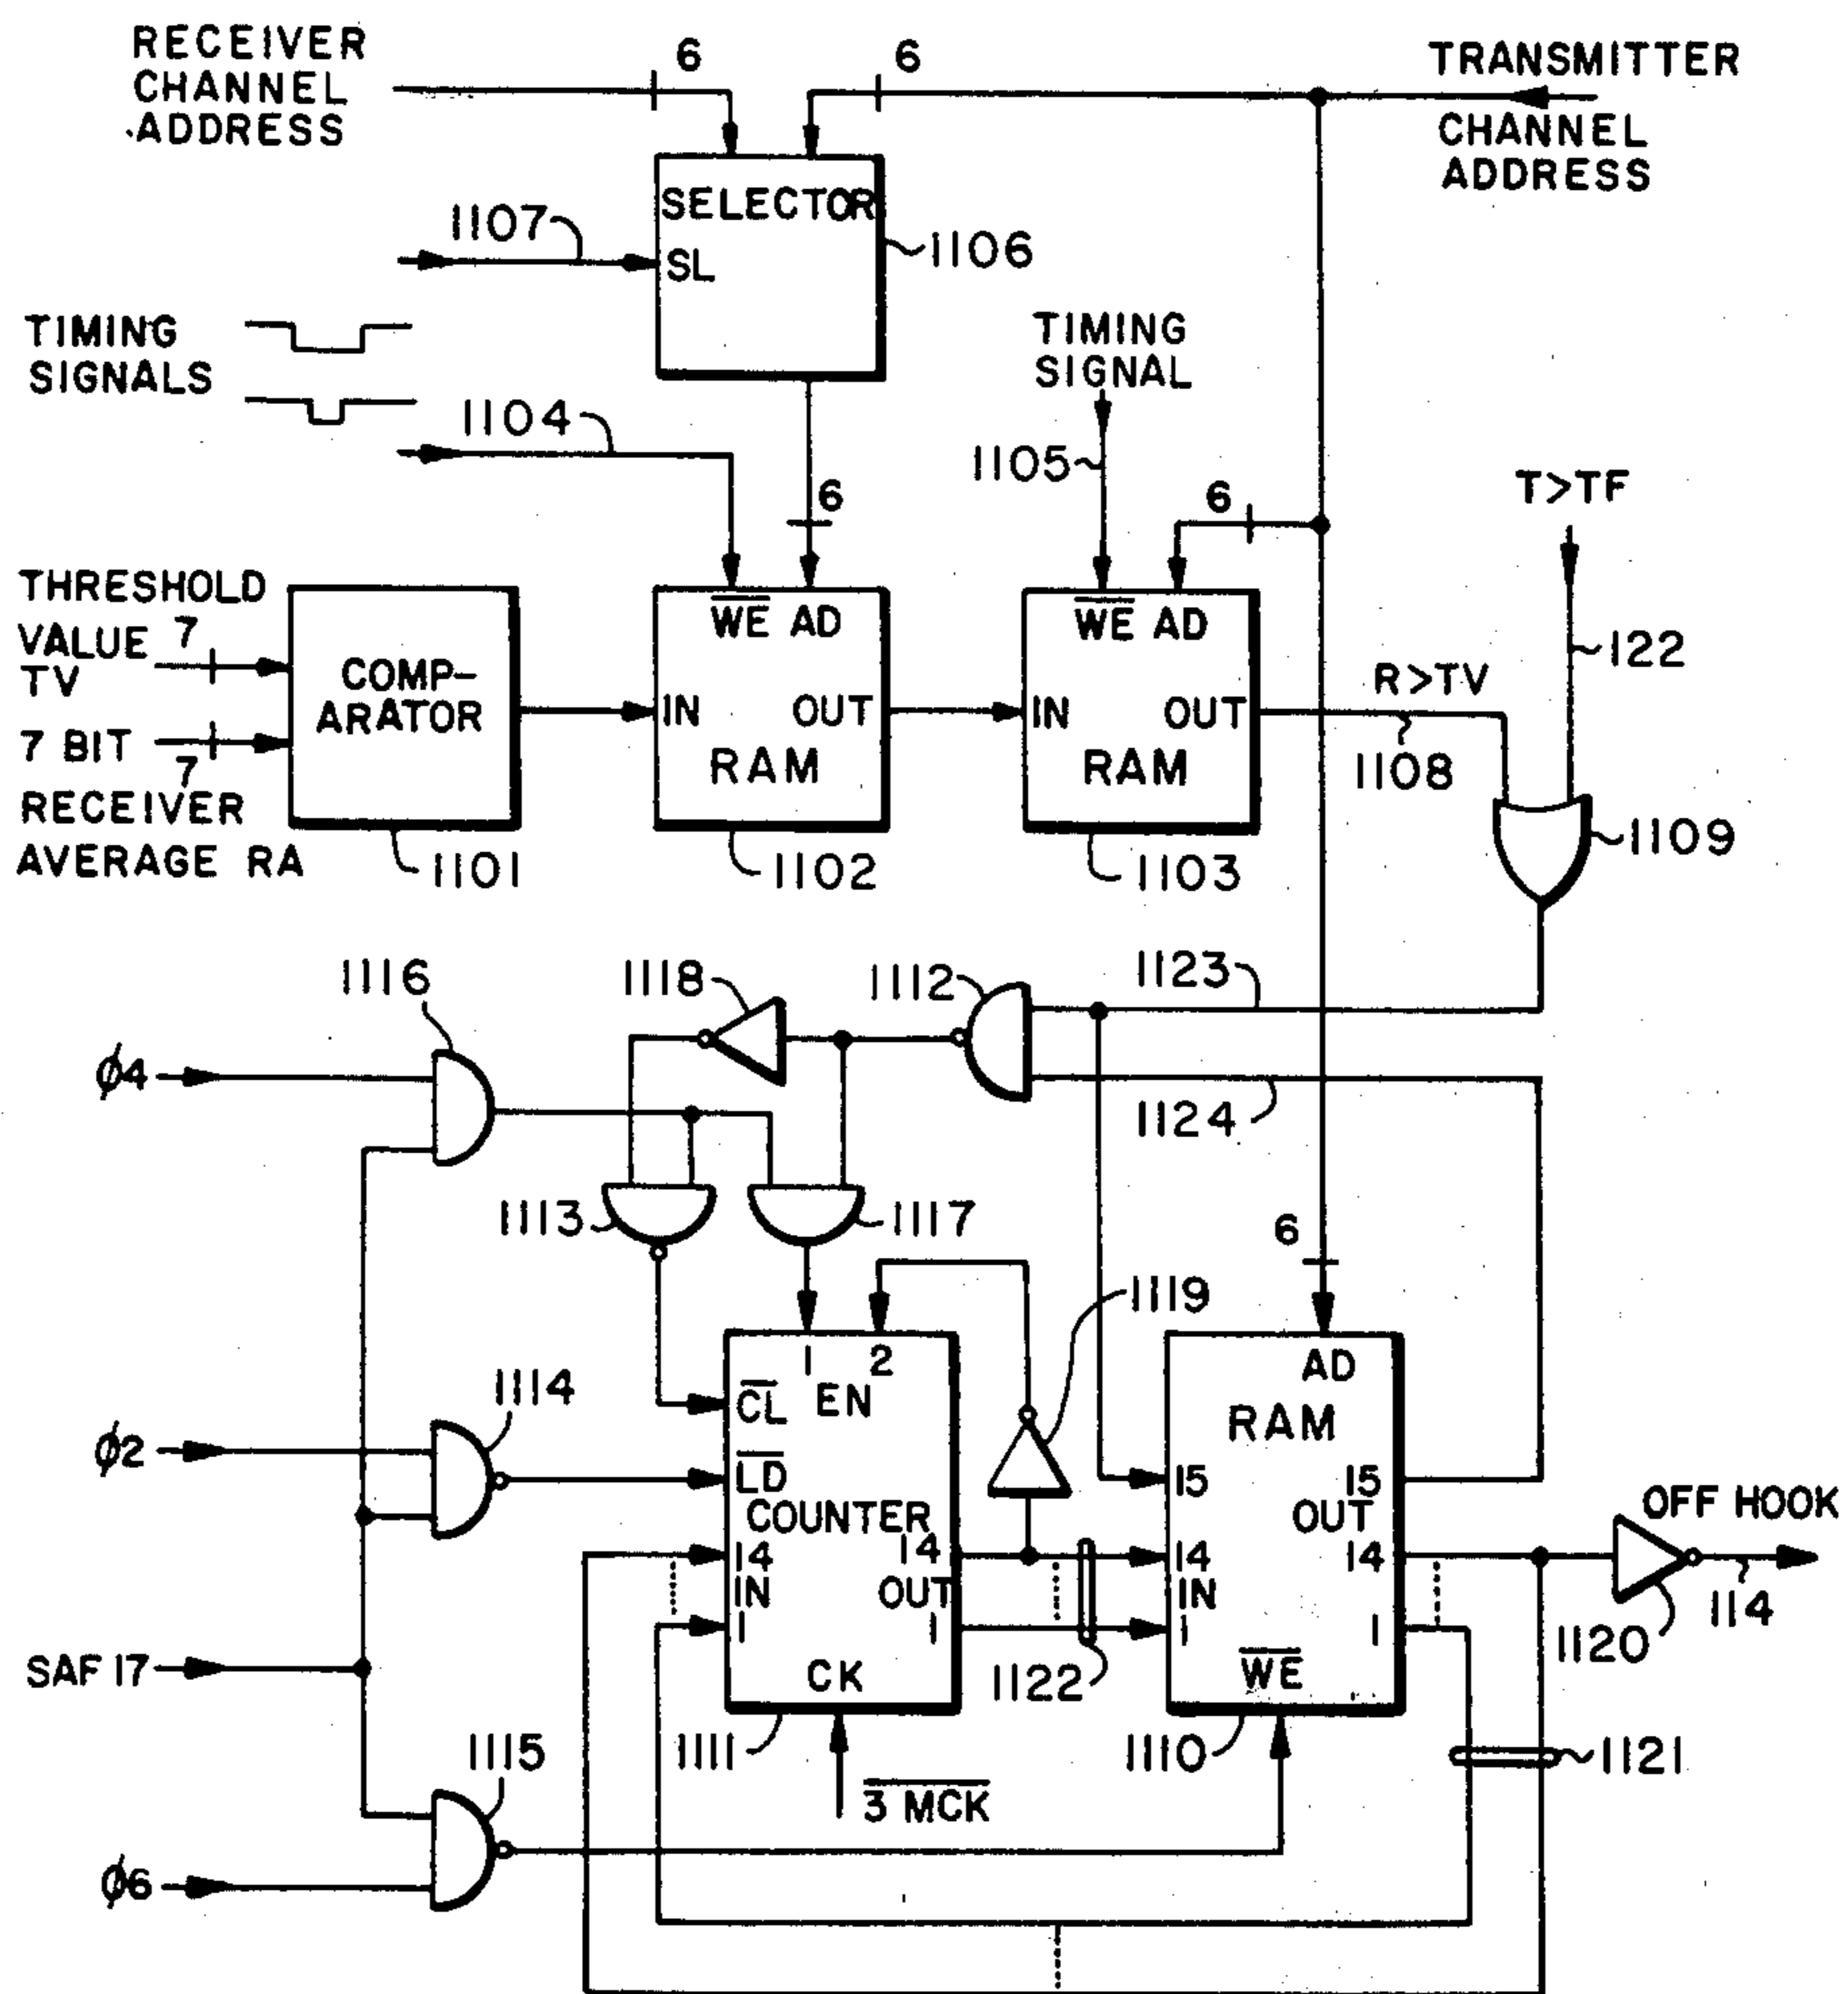 RECEIVER
CHANNEL
ADDRESS
6
6
TRANSMITTER
CHANNEL
ADDRESS
SELECTOR
SL
1107
1106
TIMING
SIGNALS
TIMING
SIGNAL
1104
1105
6
6
T>TF
122
THRESHOLD
VALUE 7
TV
7 BIT
7
RECEIVER
AVERAGE RA
COMP-
ARATOR
1101
WE AD
IN OUT
RAM
1102
WE AD
IN OUT
RAM
1103
R>TV
1108
1109
1116
1118
1112
1123
1124
ϕ4
1113
1117
6
1119
1 2
EN
CL
LD
COUNTER
14 14
IN OUT
1 1
CK
1111
3 MCK
AD
RAM
15 15
OUT
14 14
IN
1 1
WE
1110
1122
OFF HOOK
114
1120
1121
ϕ2
1114
SAF 17
1115
ϕ6